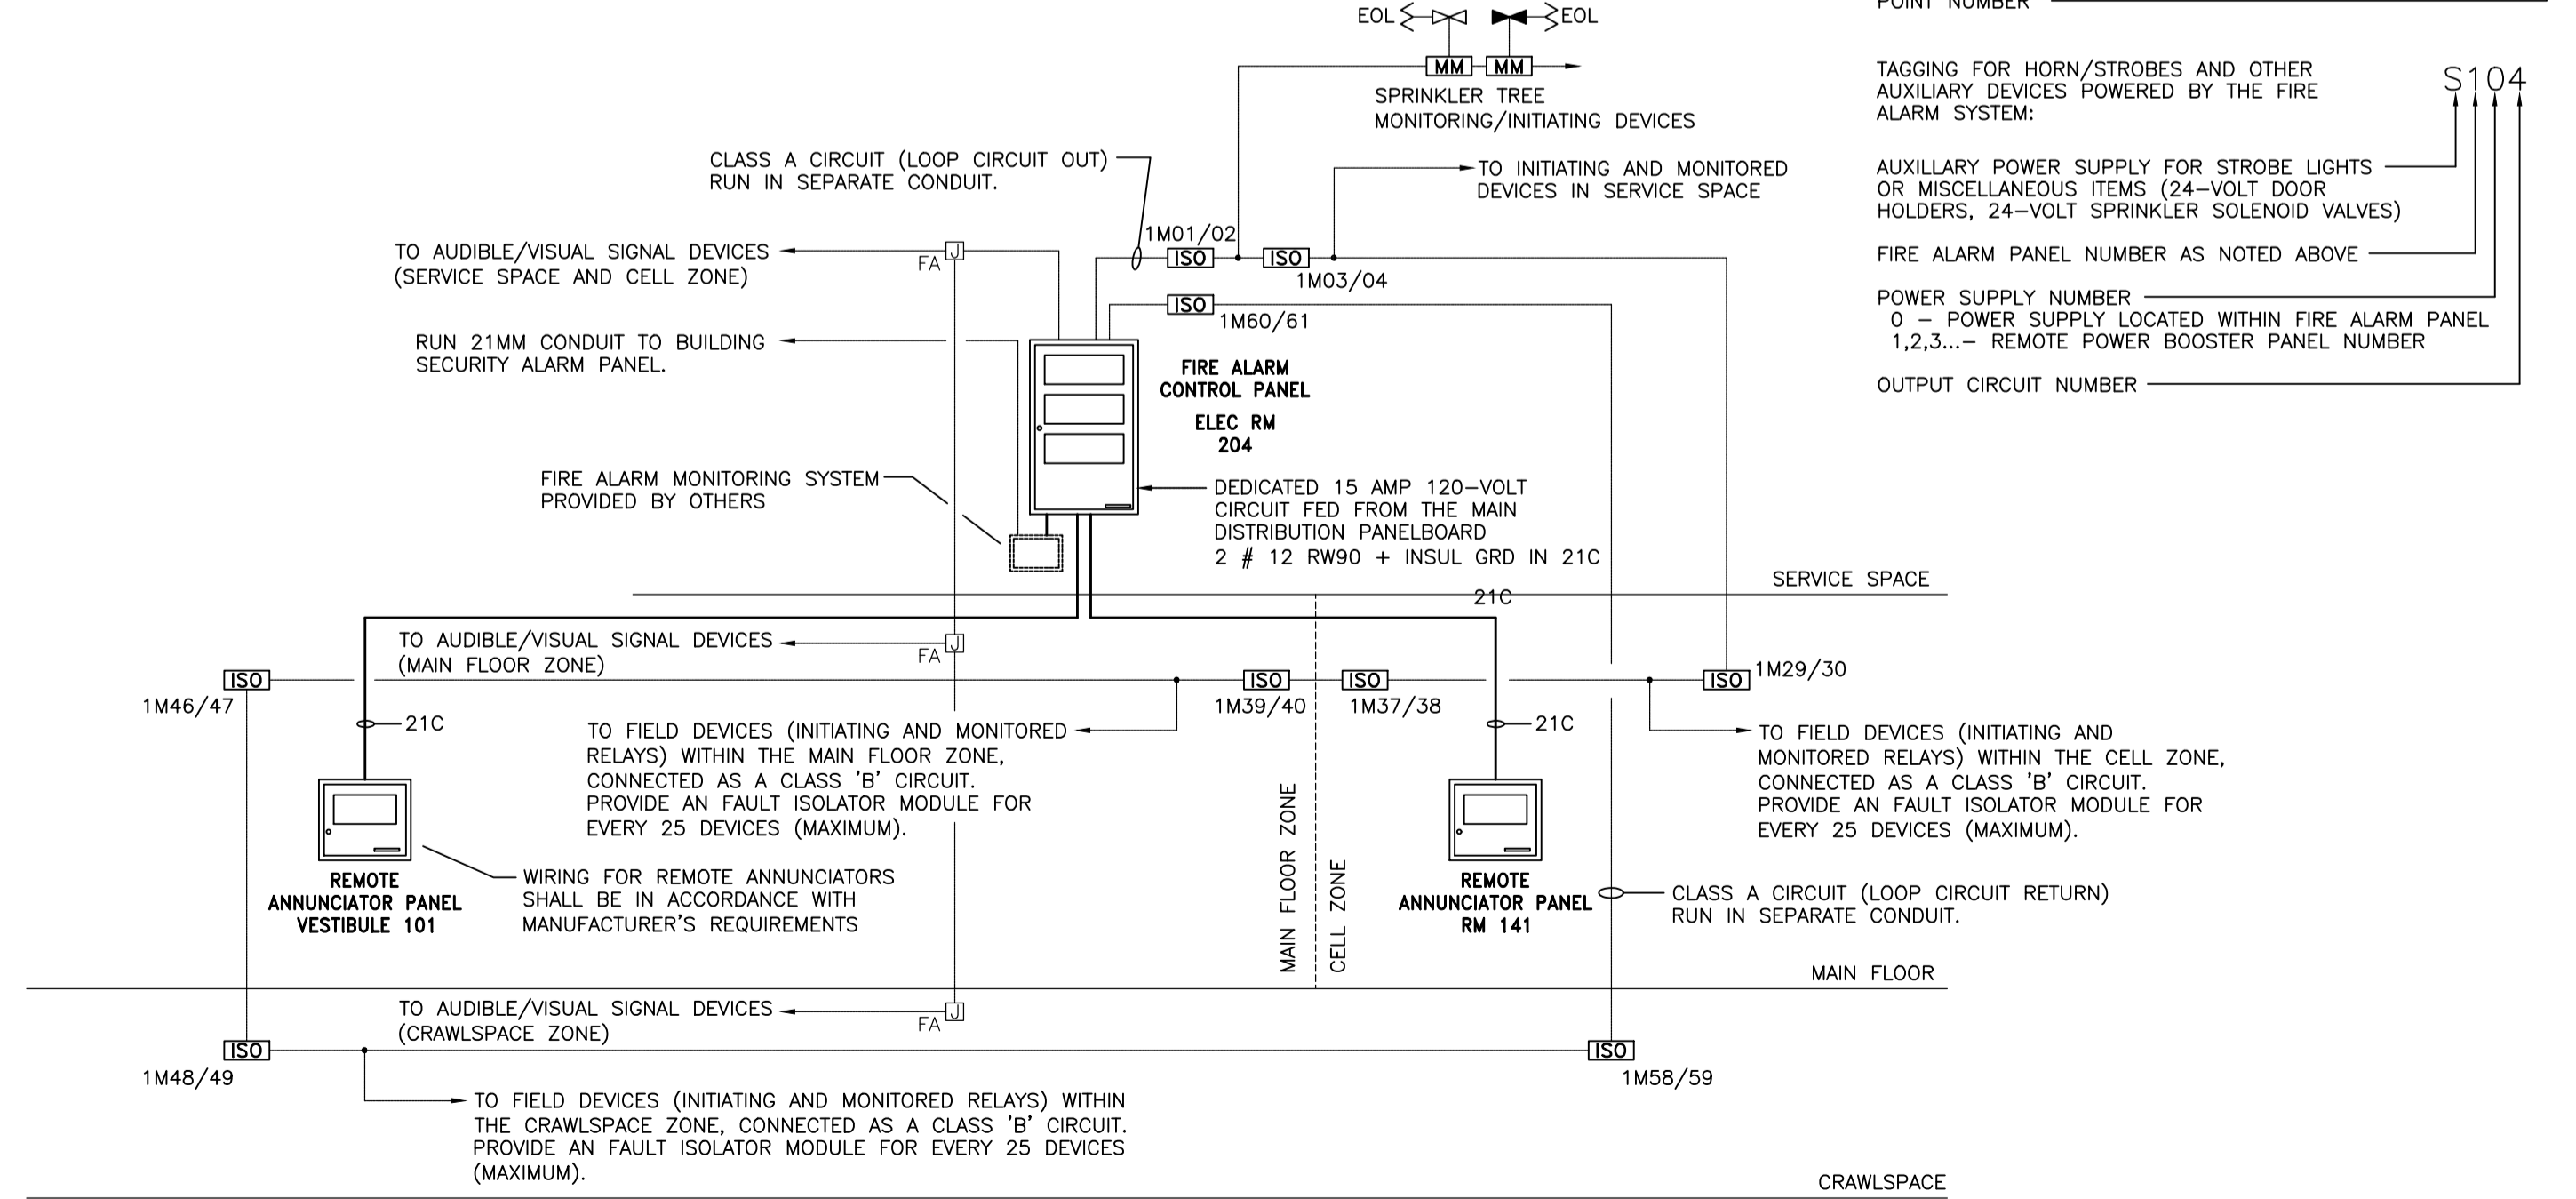 EOL
EOL
MM
MM
SPRINKLER TREE
MONITORING/INITIATING DEVICES
CLASS A CIRCUIT (LOOP CIRCUIT OUT)
RUN IN SEPARATE CONDUIT.
TO INITIATING AND MONITORED
DEVICES IN SERVICE SPACE
1M01/02
ISO
ISO
1M03/04
TO AUDIBLE/VISUAL SIGNAL DEVICES
(SERVICE SPACE AND CELL ZONE)
J
FA
ISO
1M60/61
RUN 21MM CONDUIT TO BUILDING
SECURITY ALARM PANEL.
FIRE ALARM
CONTROL PANEL
ELEC RM
204
FIRE ALARM MONITORING SYSTEM
PROVIDED BY OTHERS
DEDICATED 15 AMP 120-VOLT
CIRCUIT FED FROM THE MAIN
DISTRIBUTION PANELBOARD
2 # 12 RW90 + INSUL GRD IN 21C
POINT NUMBER
TAGGING FOR HORN/STROBES AND OTHER
AUXILIARY DEVICES POWERED BY THE FIRE
ALARM SYSTEM:
S104
AUXILLARY POWER SUPPLY FOR STROBE LIGHTS
OR MISCELLANEOUS ITEMS (24-VOLT DOOR
HOLDERS, 24-VOLT SPRINKLER SOLENOID VALVES)
FIRE ALARM PANEL NUMBER AS NOTED ABOVE
POWER SUPPLY NUMBER
0 - POWER SUPPLY LOCATED WITHIN FIRE ALARM PANEL
1,2,3...- REMOTE POWER BOOSTER PANEL NUMBER
OUTPUT CIRCUIT NUMBER
SERVICE SPACE
21C
TO AUDIBLE/VISUAL SIGNAL DEVICES
(MAIN FLOOR ZONE)
J
FA
ISO
1M46/47
ISO
1M39/40
ISO
1M37/38
ISO
1M29/30
21C
21C
TO FIELD DEVICES (INITIATING AND MONITORED
RELAYS) WITHIN THE MAIN FLOOR ZONE,
CONNECTED AS A CLASS 'B' CIRCUIT.
PROVIDE AN FAULT ISOLATOR MODULE FOR
EVERY 25 DEVICES (MAXIMUM).
TO FIELD DEVICES (INITIATING AND
MONITORED RELAYS) WITHIN THE CELL ZONE,
CONNECTED AS A CLASS 'B' CIRCUIT.
PROVIDE AN FAULT ISOLATOR MODULE FOR
EVERY 25 DEVICES (MAXIMUM).
REMOTE
ANNUNCIATOR PANEL
VESTIBULE 101
WIRING FOR REMOTE ANNUNCIATORS
SHALL BE IN ACCORDANCE WITH
MANUFACTURER'S REQUIREMENTS
MAIN FLOOR ZONE
CELL ZONE
REMOTE
ANNUNCIATOR PANEL
RM 141
CLASS A CIRCUIT (LOOP CIRCUIT RETURN)
RUN IN SEPARATE CONDUIT.
MAIN FLOOR
TO AUDIBLE/VISUAL SIGNAL DEVICES
(CRAWLSPACE ZONE)
J
FA
ISO
1M48/49
ISO
1M58/59
TO FIELD DEVICES (INITIATING AND MONITORED RELAYS) WITHIN
THE CRAWLSPACE ZONE, CONNECTED AS A CLASS 'B' CIRCUIT.
PROVIDE AN FAULT ISOLATOR MODULE FOR EVERY 25 DEVICES
(MAXIMUM).
CRAWLSPACE